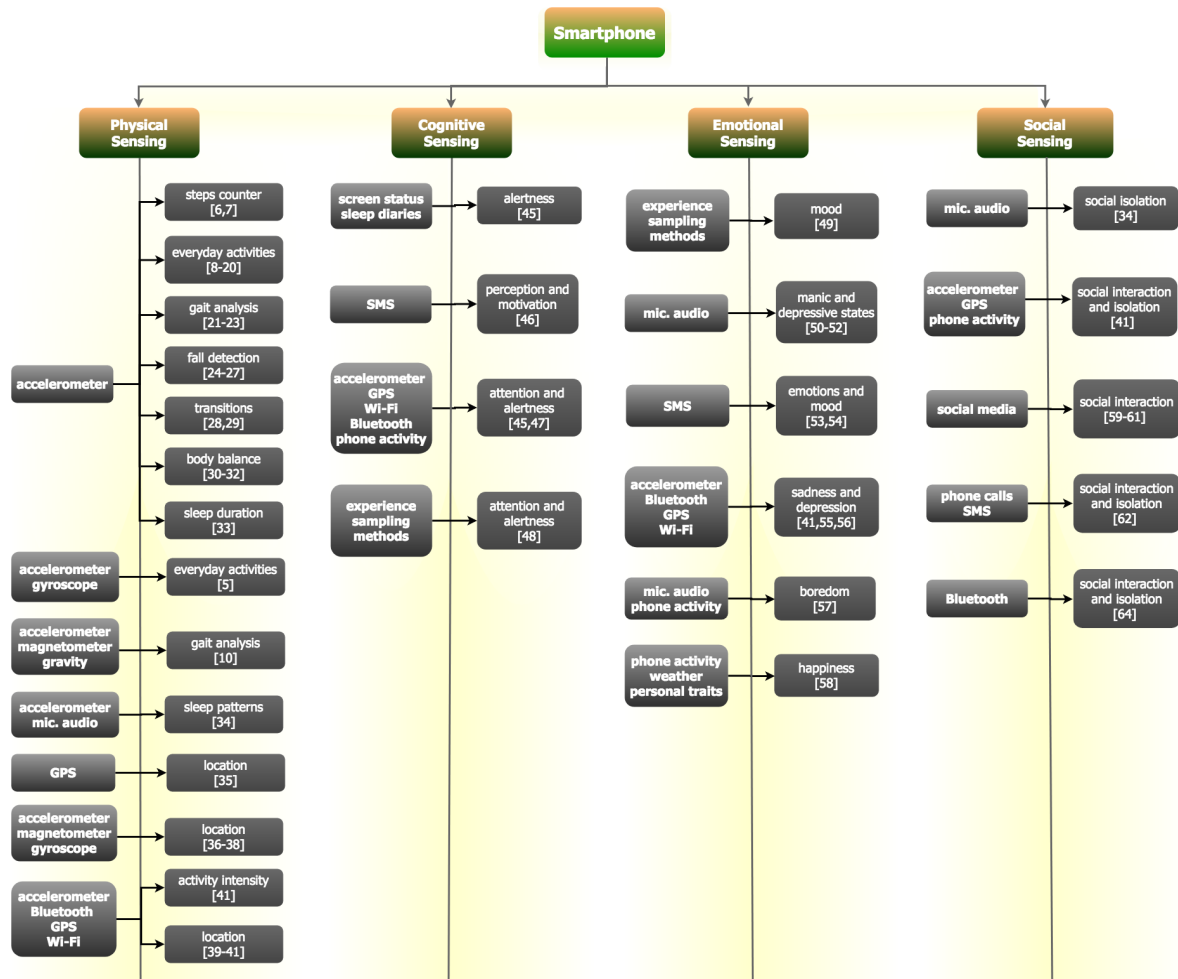 Smartphone
Physical
Sensing
Cognitive
Sensing
Emotional
Sensing
Social
Sensing
accelerometer
steps counter
[6,7]
everyday activities
[8-20]
gait analysis
[21-23]
fall detection
[24-27]
transitions
[28,29]
body balance
[30-32]
sleep duration
[33]
accelerometer
gyroscope
everyday activities
[5]
accelerometer
magnetometer
gravity
gait analysis
[10]
accelerometer
mic. audio
sleep patterns
[34]
GPS
location
[35]
accelerometer
magnetometer
gyroscope
location
[36-38]
accelerometer
Bluetooth
GPS
Wi-Fi
activity intensity
[41]
location
[39-41]
screen status
sleep diaries
alertness
[45]
SMS
perception and
motivation
[46]
accelerometer
GPS
Wi-Fi
Bluetooth
phone activity
attention and
alertness
[45,47]
experience
sampling
methods
attention and
alertness
[48]
experience
sampling
methods
mood
[49]
mic. audio
manic and
depressive states
[50-52]
SMS
emotions and
mood
[53,54]
accelerometer
Bluetooth
GPS
Wi-Fi
sadness and
depression
[41,55,56]
mic. audio
phone activity
boredom
[57]
phone activity
weather
personal traits
happiness
[58]
mic. audio
social isolation
[34]
accelerometer
GPS
phone activity
social interaction
and isolation
[41]
social media
social interaction
[59-61]
phone calls
SMS
social interaction
and isolation
[62]
Bluetooth
social interaction
and isolation
[64]